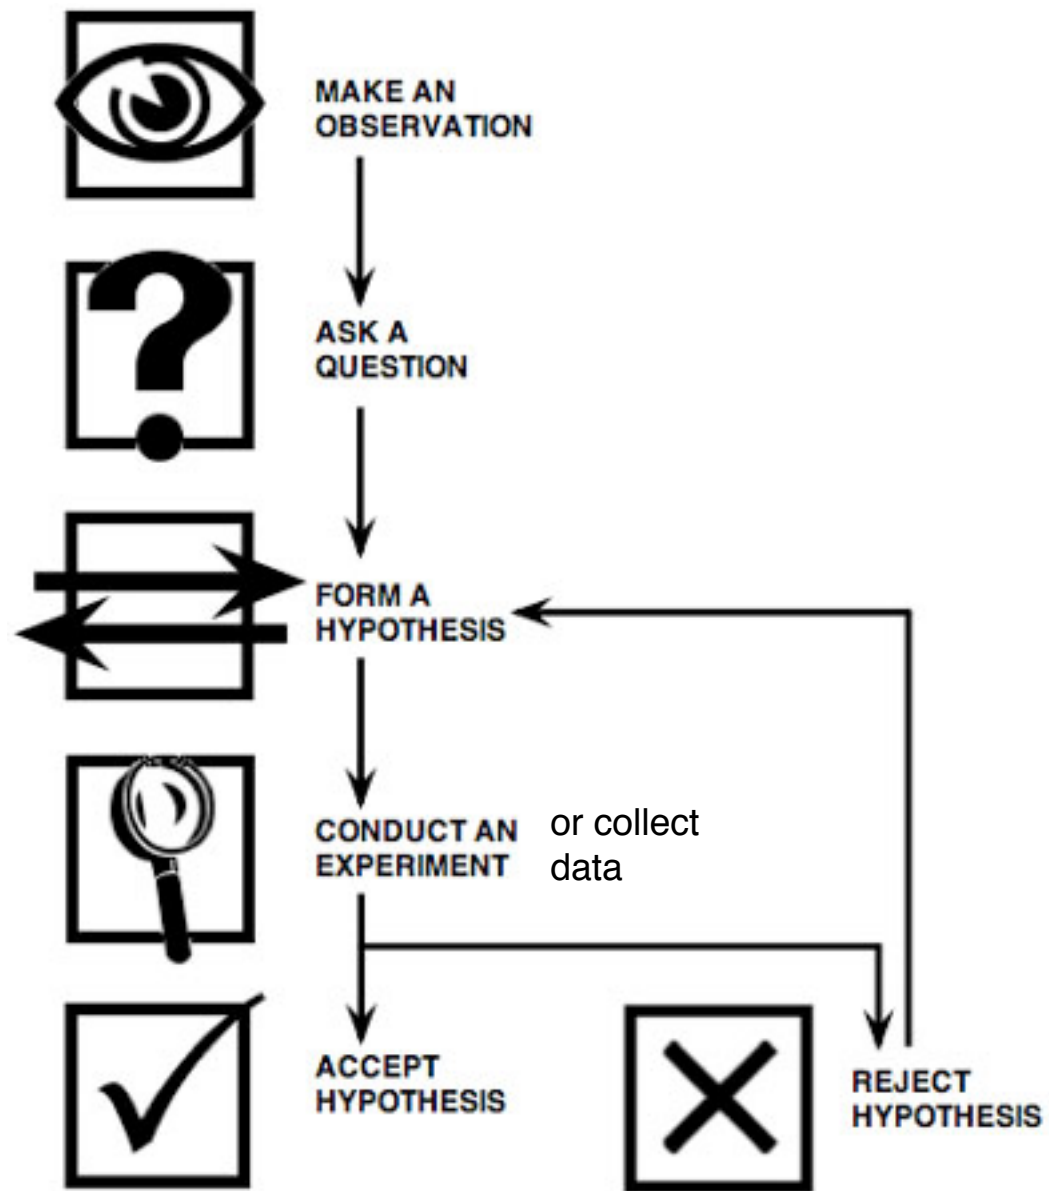 MAKE AN
OBSERVATION
ASK A
QUESTION
FORM A
HYPOTHESIS
CONDUCT AN
EXPERIMENT
or collect
data
ACCEPT
HYPOTHESIS
REJECT
HYPOTHESIS